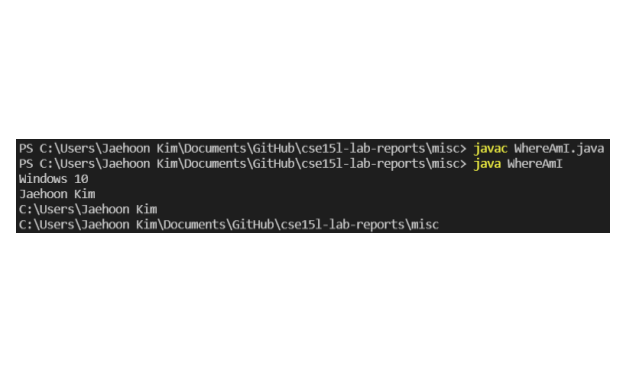 PS C:\Users\Jaehoon Kim\Documents\GitHub\cse15l-lab-reports\misc> javac WhereAmI.java
PS C:\Users\Jaehoon Kim\Documents\GitHub\cse15l-lab-reports\misc> java WhereAmI
Windows 10
Jaehoon Kim
C:\Users\Jaehoon Kim
C:\Users\Jaehoon Kim\Documents\GitHub\cse15l-lab-reports\misc